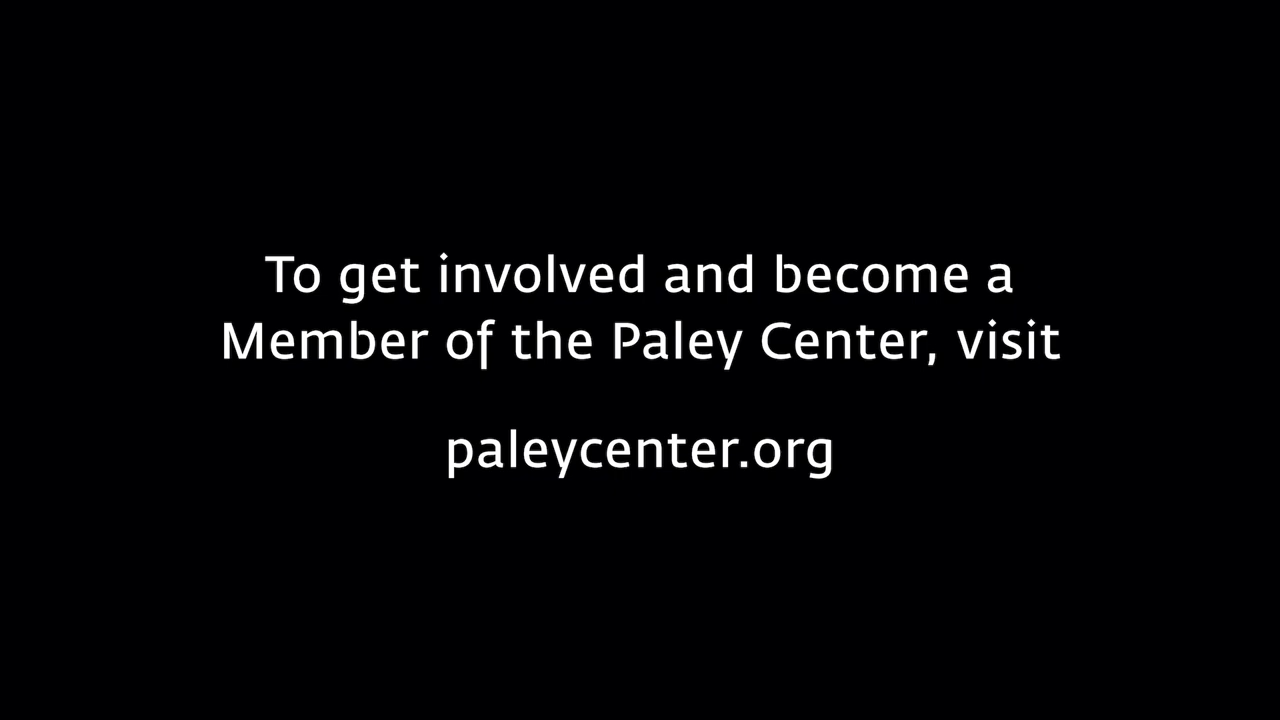 To get involved and become a
Member of the Paley Center, visit
paleycenter.org